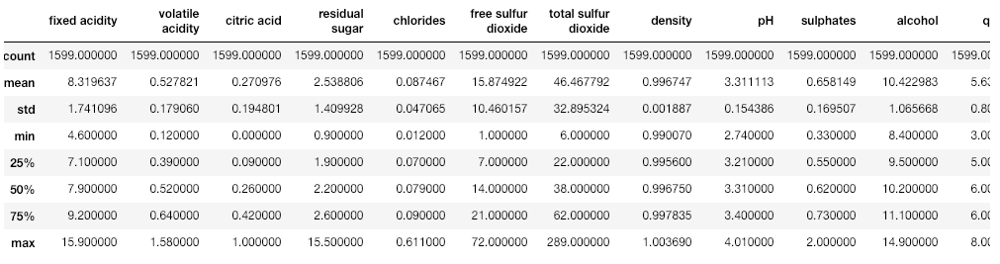 fixed acidity volatile acidity citric acid residual sugar chlorides free sulfur dioxide total sulfur dioxide density pH sulphates alcohol q
count 1599.000000 1599.000000 1599.000000 1599.000000 1599.000000 1599.000000 1599.000000 1599.000000 1599.000000 1599.000000 1599.000000 1599.00
mean 8.319637 0.527821 0.270976 2.538806 0.087467 15.874922 46.467792 0.996747 3.311113 0.658149 10.422983 5.63
std 1.741096 0.179060 0.194801 1.409928 0.047065 10.460157 32.895324 0.001887 0.154386 0.169507 1.065668 0.80
min 4.600000 0.120000 0.000000 0.900000 0.012000 1.000000 6.000000 0.990070 2.740000 0.330000 8.400000 3.00
25% 7.100000 0.390000 0.090000 1.900000 0.070000 7.000000 22.000000 0.995600 3.210000 0.550000 9.500000 5.00
50% 7.900000 0.520000 0.260000 2.200000 0.079000 14.000000 38.000000 0.996750 3.310000 0.620000 10.200000 6.00
75% 9.200000 0.640000 0.420000 2.600000 0.090000 21.000000 62.000000 0.997835 3.400000 0.730000 11.100000 6.00
max 15.900000 1.580000 1.000000 15.500000 0.611000 72.000000 289.000000 1.003690 4.010000 2.000000 14.900000 8.00